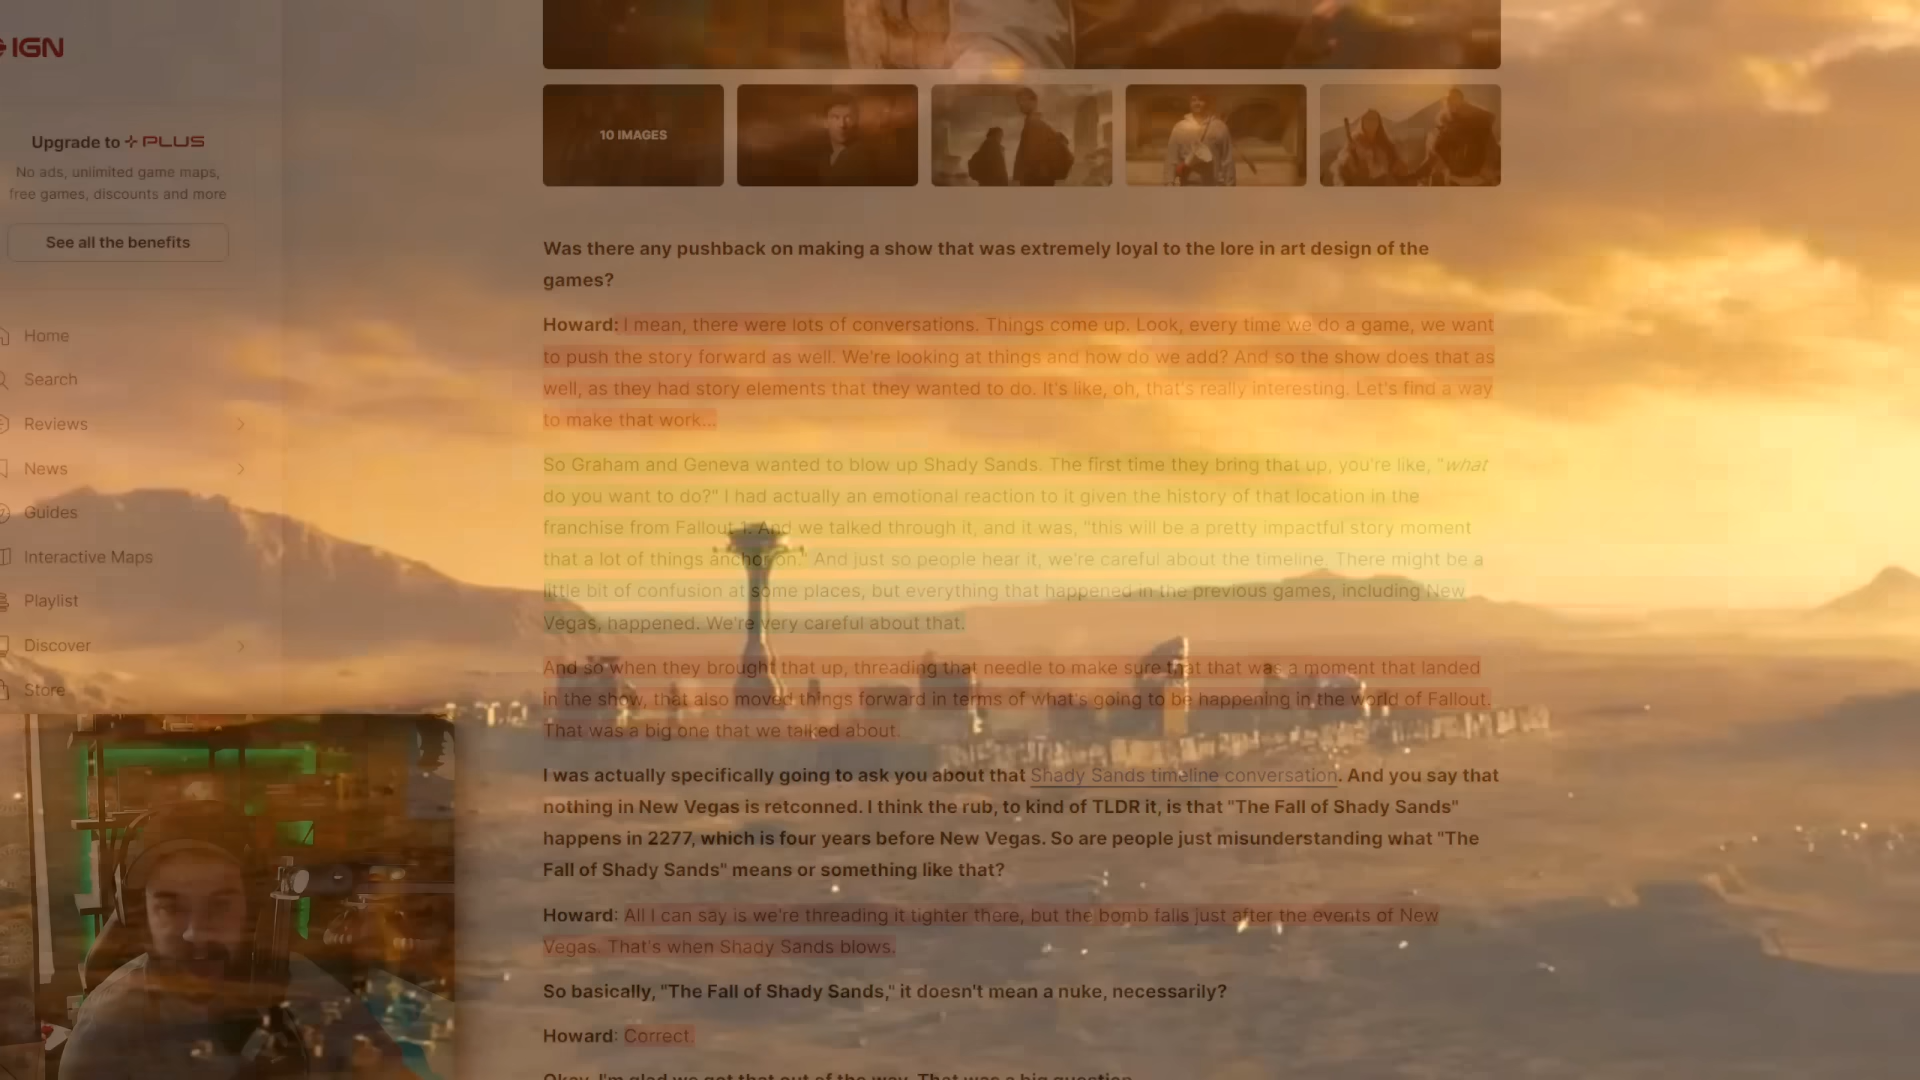 IGN
Upgrade to PLUS
No ads, unlimited game maps,
free games, discounts and more
See all the benefits
Home
Search
Reviews
News
Guides
Interactive Maps
Playlist
Discover
Store
10 IMAGES
Was there any pushback on making a show that was extremely loyal to the lore in art design of the
games?
Howard: I mean, there were lots of conversations. Things come up. Look, every time we do a game, we want
to push the story forward as well. We're looking at things and how do we add? And so the show does that as
well, as they had story elements that they wanted to do. It's like, oh, that's really interesting. Let's find a way
to make that work...
So Graham and Geneva wanted to blow up Shady Sands. The first time they bring that up, you're like, "what
do you want to do?" I had actually an emotional reaction to it given the history of that location in the
franchise from Fallout 1. And we talked through it, and it was, "this will be a pretty impactful story moment
that a lot of things anchor on." And just so people hear it, we're careful about the timeline. There might be a
little bit of confusion at some places, but everything that happened in the previous games, including New
Vegas, happened. We're very careful about that.
And so when they brought that up, threading that needle to make sure that that was a moment that landed
in the show, that also moved things forward in terms of what's going to be happening in the world of Fallout.
That was a big one that we talked about.
I was actually specifically going to ask you about that Shady Sands timeline conversation. And you say that
nothing in New Vegas is retconned. I think the rub, to kind of TLDR it, is that "The Fall of Shady Sands"
happens in 2277, which is four years before New Vegas. So are people just misunderstanding what "The
Fall of Shady Sands" means or something like that?
Howard: All I can say is we're threading it tighter there, but the bomb falls just after the events of New
Vegas. That's when Shady Sands blows.
So basically, "The Fall of Shady Sands," it doesn't mean a nuke, necessarily?
Howard: Correct.
Okay, I'm glad we got that out of the way. That was a big question.